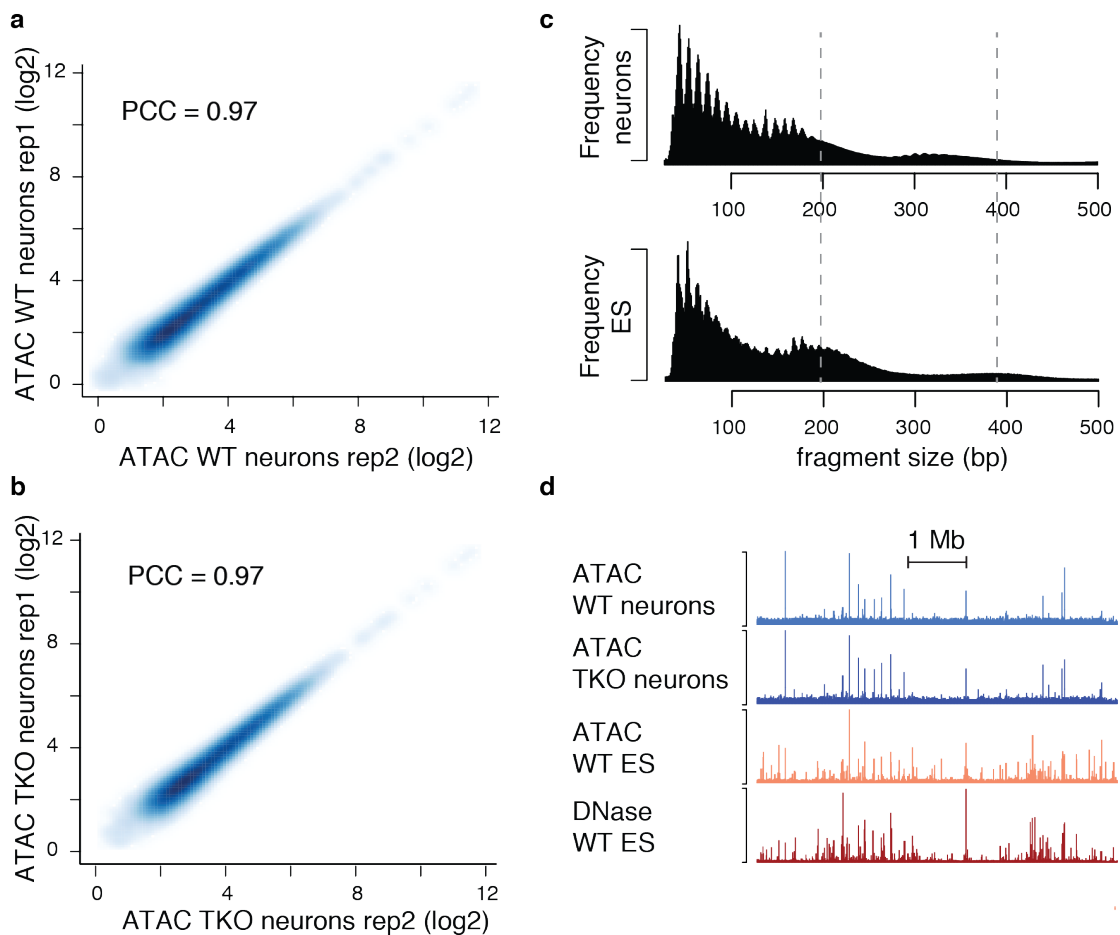 a
ATAC WT neurons rep1 (log2)
12
8
4
0
PCC = 0.97
0
4
8
12
ATAC WT neurons rep2 (log2)
b
ATAC TKO neurons rep1 (log2)
12
8
4
0
PCC = 0.97
0
4
8
12
ATAC TKO neurons rep2 (log2)
c
Frequency
neurons
100
200
300
400
500
Frequency
ES
100
200
300
400
500
fragment size (bp)
d
1 Mb
ATAC
WT neurons
ATAC
TKO neurons
ATAC
WT ES
DNase
WT ES